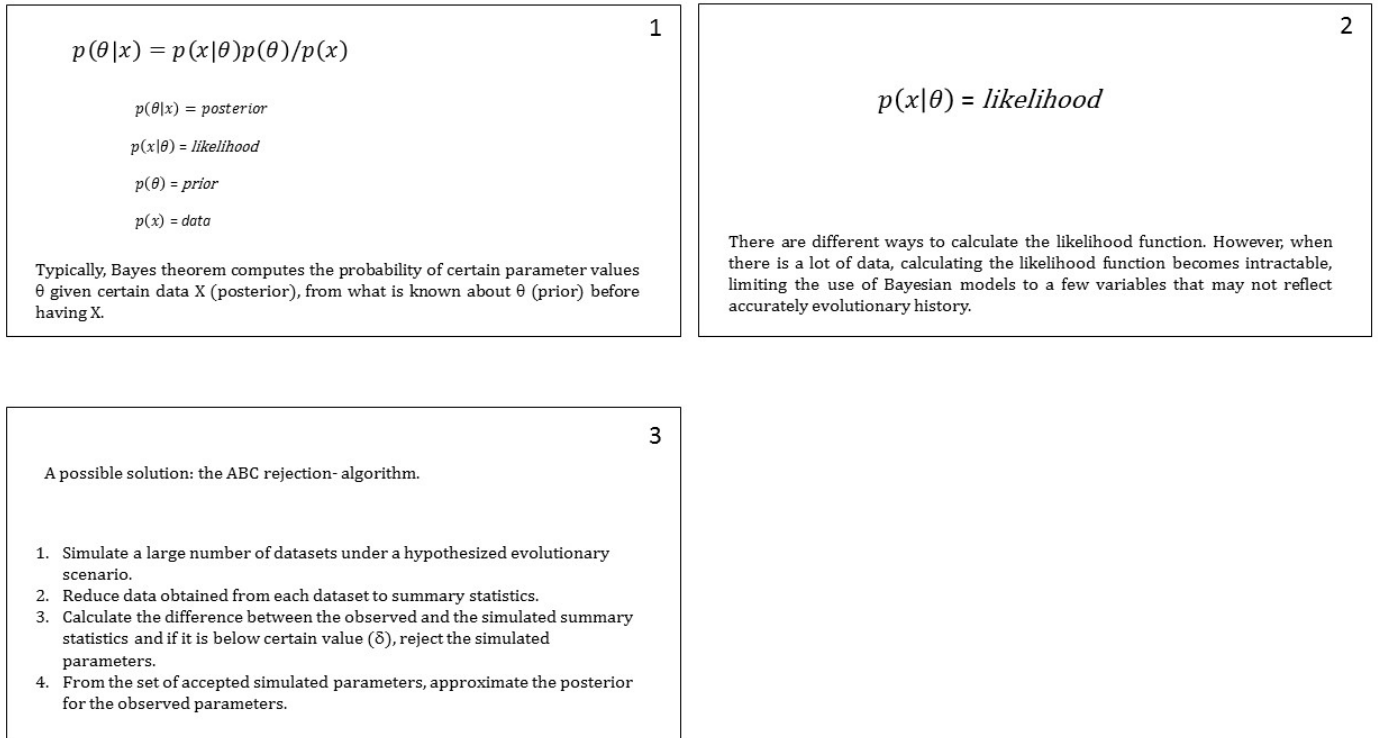 1
p(θ|x) = p(x|θ)p(θ)/p(x)
p(θ|x) = posterior
p(x|θ) = likelihood
p(θ) = prior
p(x) = data
Typically, Bayes theorem computes the probability of certain parameter values
θ given certain data X (posterior), from what is known about θ (prior) before
having X.
2
p(x|θ) = likelihood
There are different ways to calculate the likelihood function. However, when
there is a lot of data, calculating the likelihood function becomes intractable,
limiting the use of Bayesian models to a few variables that may not reflect
accurately evolutionary history.
3
A possible solution: the ABC rejection- algorithm.
1. Simulate a large number of datasets under a hypothesized evolutionary
scenario.
2. Reduce data obtained from each dataset to summary statistics.
3. Calculate the difference between the observed and the simulated summary
statistics and if it is below certain value (δ), reject the simulated
parameters.
4. From the set of accepted simulated parameters, approximate the posterior
for the observed parameters.